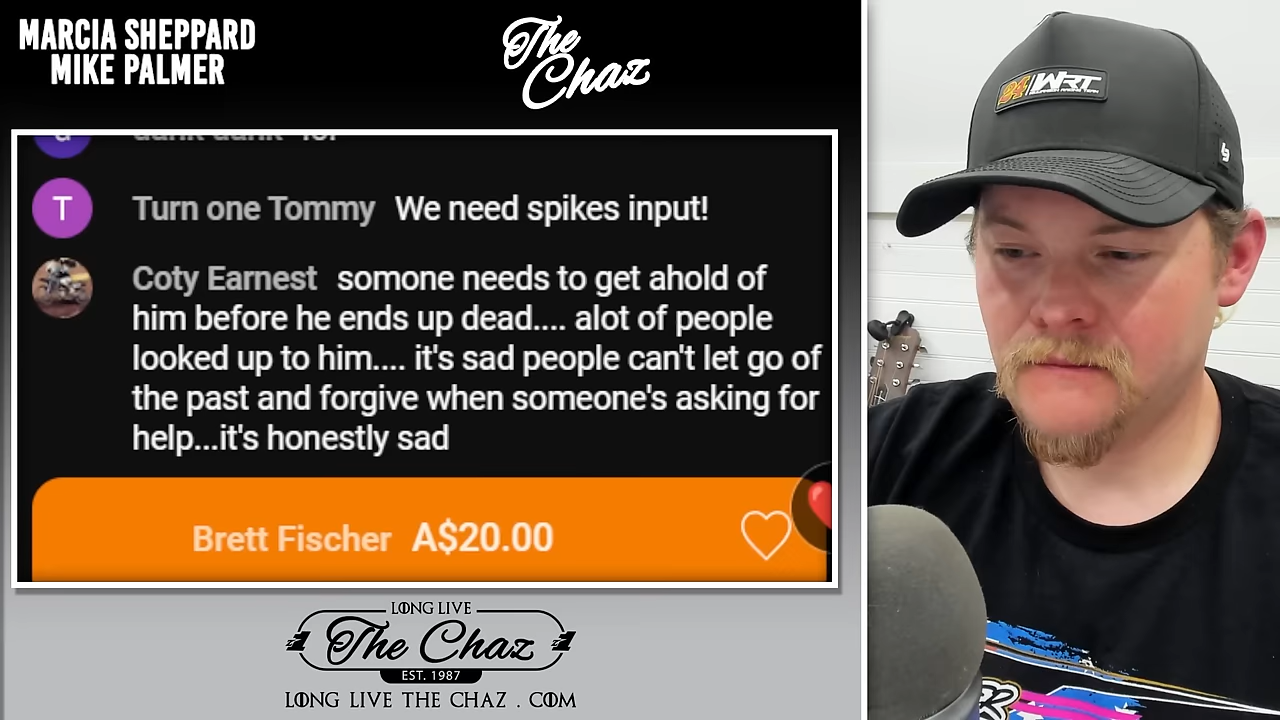 MARCIA SHEPPARD
MIKE PALMER
The
Chaz
T
Turn one Tommy We need spikes input!
Coty Earnest somone needs to get ahold of
him before he ends up dead.... alot of people
looked up to him.... it's sad people can't let go of
the past and forgive when someone's asking for
help...it's honestly sad
Brett Fischer A$20.00
LONG LIVE
The Chaz
EST. 1987
LONG LIVE THE CHAZ . COM
WRT